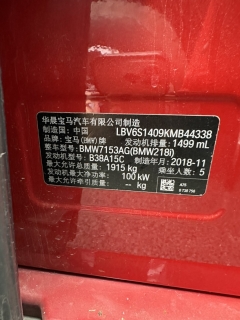 华晨宝马汽车有限公司制造
制造国：中国 LBV6S1409KMB44338
品牌：宝马(BMW)牌 发动机排量：1499 mL
整车型号：BMW7153AG(BMW218i)
发动机型号：B38A15C 制造年月：2018-11
最大允许总质量：1915 kg 乘坐人数：5
最大允许牵引质量：- kg
发动机最大净功率：100 kW
A75